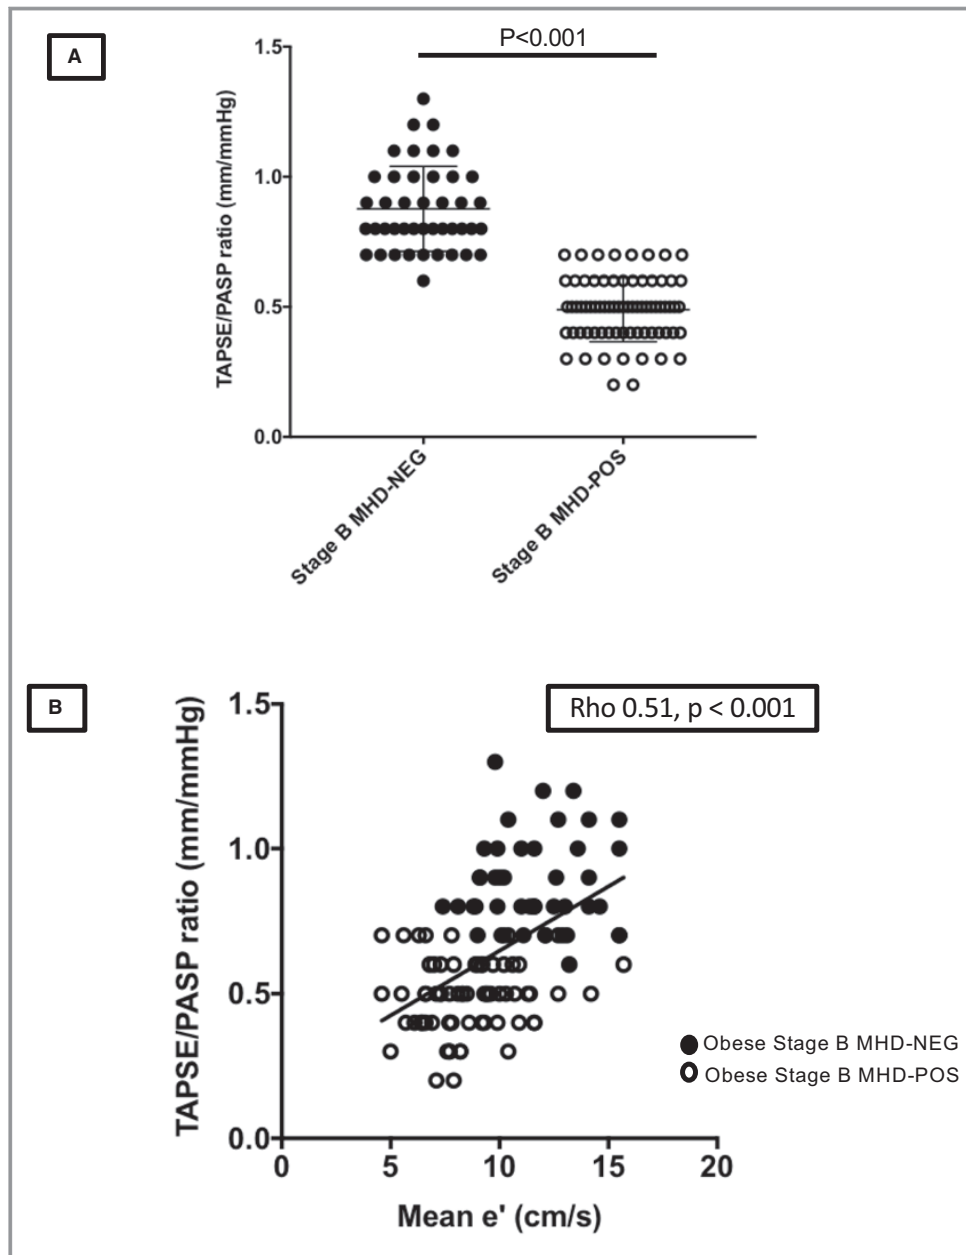 A
P<0.001
TAPSE/PASP ratio (mm/mmHg)
1.5
1.0
0.5
0.0
Stage B MHD-NEG
Stage B MHD-POS
B
Rho 0.51, p < 0.001
TAPSE/PASP ratio (mm/mmHg)
1.5
1.0
0.5
0.0
0 5 10 15 20
Mean e' (cm/s)
Obese Stage B MHD-NEG
Obese Stage B MHD-POS